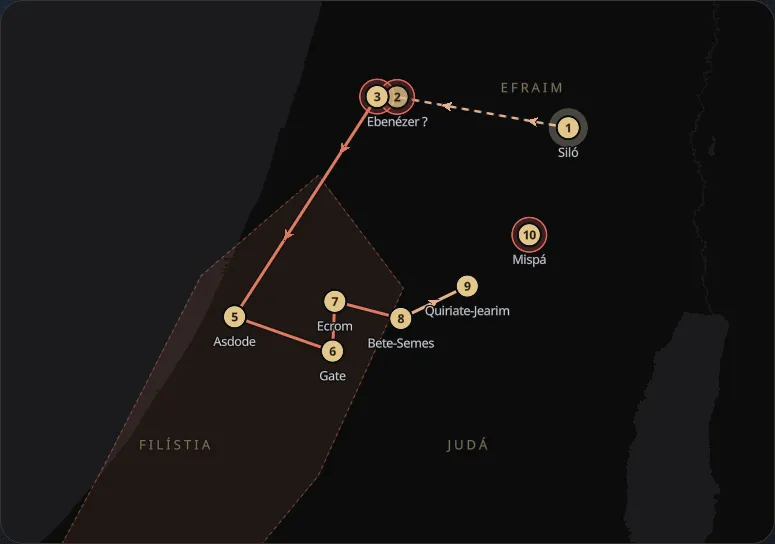 EFRAIM
3
2
Ebenézer ?
1
Siló
10
Mispá
9
Quiriate-Jearim
7
Ecrom
5
Asdode
8
Bete-Semes
6
Gate
FILÍSTIA
JUDÁ